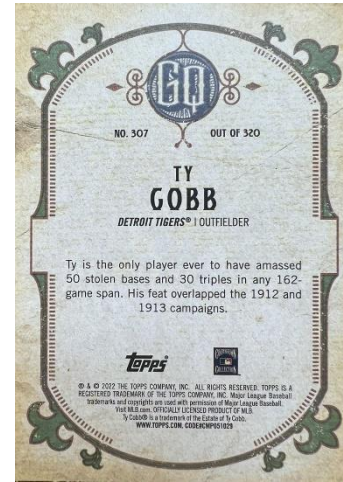 GQ
NO. 307 OUT OF 320
TY
COBB
DETROIT TIGERS® | OUTFIELDER
Ty is the only player ever to have amassed
50 stolen bases and 30 triples in any 162-
game span. His feat overlapped the 1912 and
1913 campaigns.
Topps
COOPERSTOWN
COLLECTION
® & © 2022 THE TOPPS COMPANY, INC. ALL RIGHTS RESERVED. TOPPS IS A
REGISTERED TRADEMARK OF THE TOPPS COMPANY, INC. Major League Baseball
trademarks and copyrights are used with permission of Major League Baseball.
Visit MLB.com. OFFICIALLY LICENSED PRODUCT OF MLB.
Ty Cobb® is a trademark of the Estate of Ty Cobb.
WWW.TOPPS.COM, CODE#CMP051029